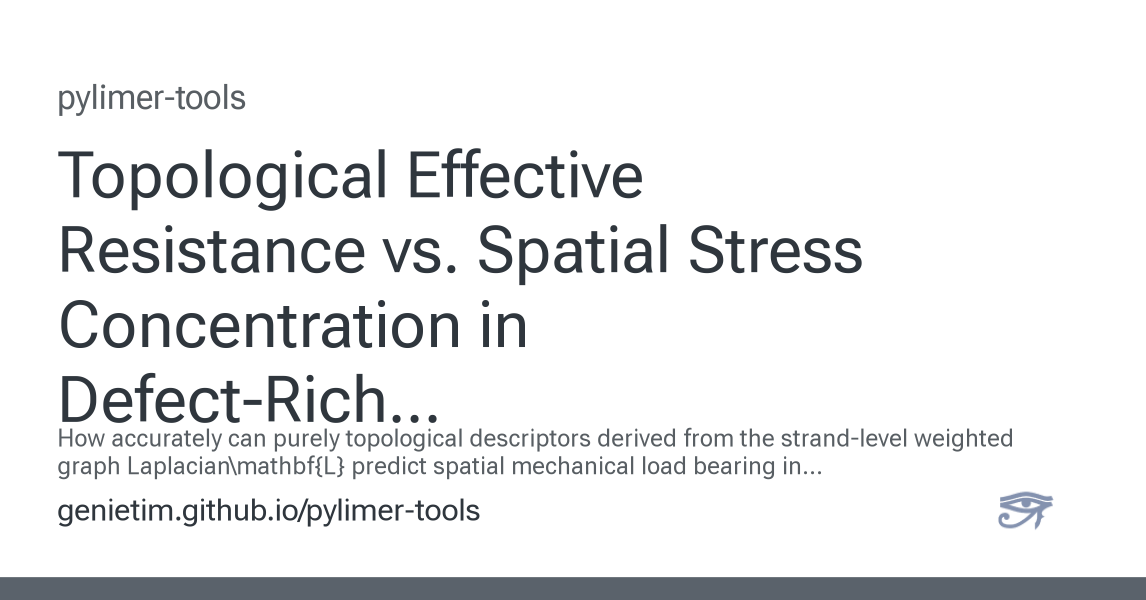 pylimer-tools
Topological Effective
Resistance vs. Spatial Stress
Concentration in
Defect-Rich...
How accurately can purely topological descriptors derived from the strand-level weighted
graph Laplacian\mathbf{L} predict spatial mechanical load bearing in...
genietim.github.io/pylimer-tools